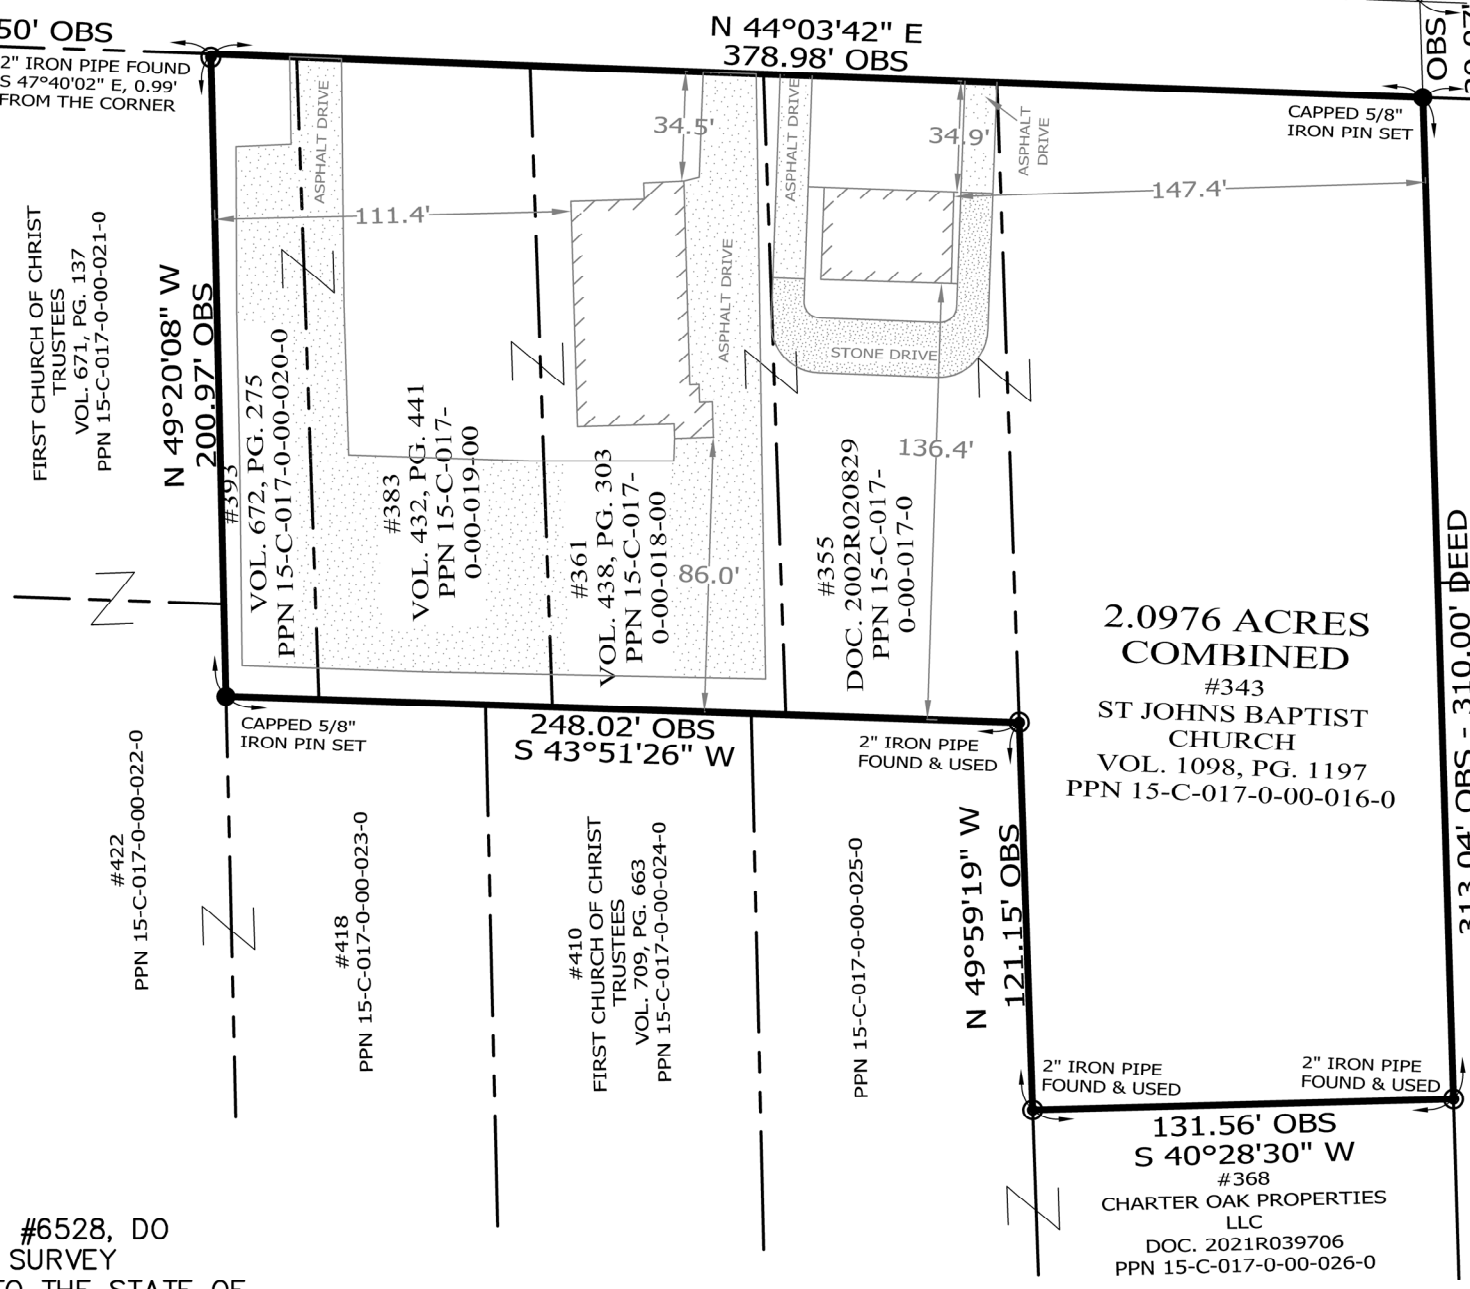 50' OBS
2" IRON PIPE FOUND
S 47°40'02" E, 0.99'
FROM THE CORNER
N 44°03'42" E
378.98' OBS
OBS
CAPPED 5/8"
IRON PIN SET
ASPHALT DRIVE
34.5'
ASPHALT DRIVE
34.9'
ASPHALT
DRIVE
111.4'
147.4'
FIRST CHURCH OF CHRIST
TRUSTEES
VOL. 671, PG. 137
PPN 15-C-017-0-00-021-0
N 49°20'08" W
200.97' OBS
ASPHALT DRIVE
STONE DRIVE
#393
VOL. 672, PG. 275
PPN 15-C-017-0-00-020-0
#383
VOL. 432, PG. 441
PPN 15-C-017-
0-00-019-00
#361
VOL. 438, PG. 303
PPN 15-C-017-
0-00-018-00
86.0'
#355
DOC. 2002R020829
PPN 15-C-017-
0-00-017-0
136.4'
2.0976 ACRES
COMBINED
#343
ST JOHNS BAPTIST
CHURCH
VOL. 1098, PG. 1197
PPN 15-C-017-0-00-016-0
313.04' OBS - 310.00' DEED
CAPPED 5/8"
IRON PIN SET
248.02' OBS
S 43°51'26" W
2" IRON PIPE
FOUND & USED
#422
PPN 15-C-017-0-00-022-0
#418
PPN 15-C-017-0-00-023-0
#410
FIRST CHURCH OF CHRIST
TRUSTEES
VOL. 709, PG. 663
PPN 15-C-017-0-00-024-0
PPN 15-C-017-0-00-025-0
N 49°59'19" W
121.15' OBS
2" IRON PIPE
FOUND & USED
2" IRON PIPE
FOUND & USED
131.56' OBS
S 40°28'30" W
#368
CHARTER OAK PROPERTIES
LLC
DOC. 2021R039706
PPN 15-C-017-0-00-026-0
#6528, DO
SURVEY
TO THE STATE OF